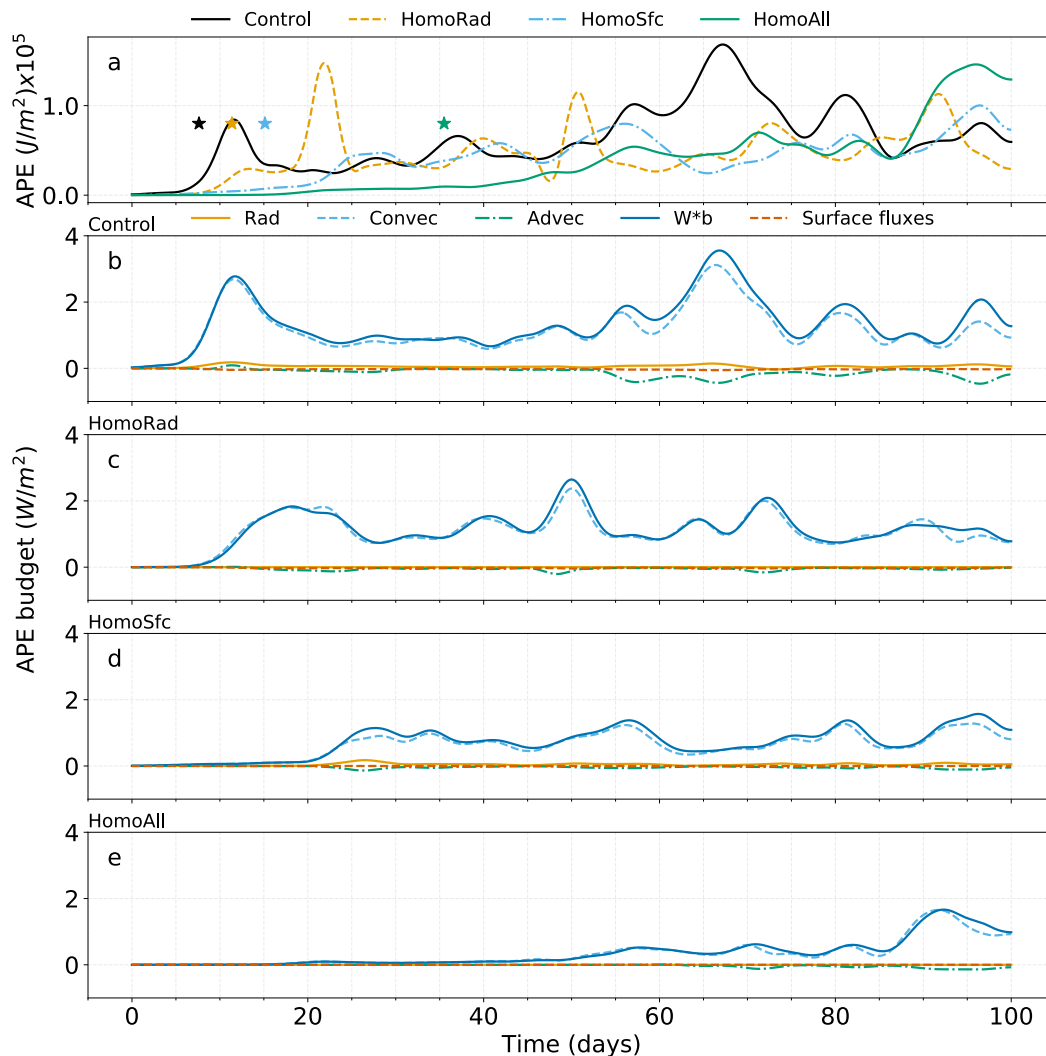 Control HomoRad HomoSfc HomoAll
a
1.0
0.0
APE (J/m²)x10⁵
Rad Convec Advec W*b Surface fluxes
Control
b
4
2
0
HomoRad
c
4
2
0
APE budget (W/m²)
HomoSfc
d
4
2
0
HomoAll
e
4
2
0
0 20 40 60 80 100
Time (days)